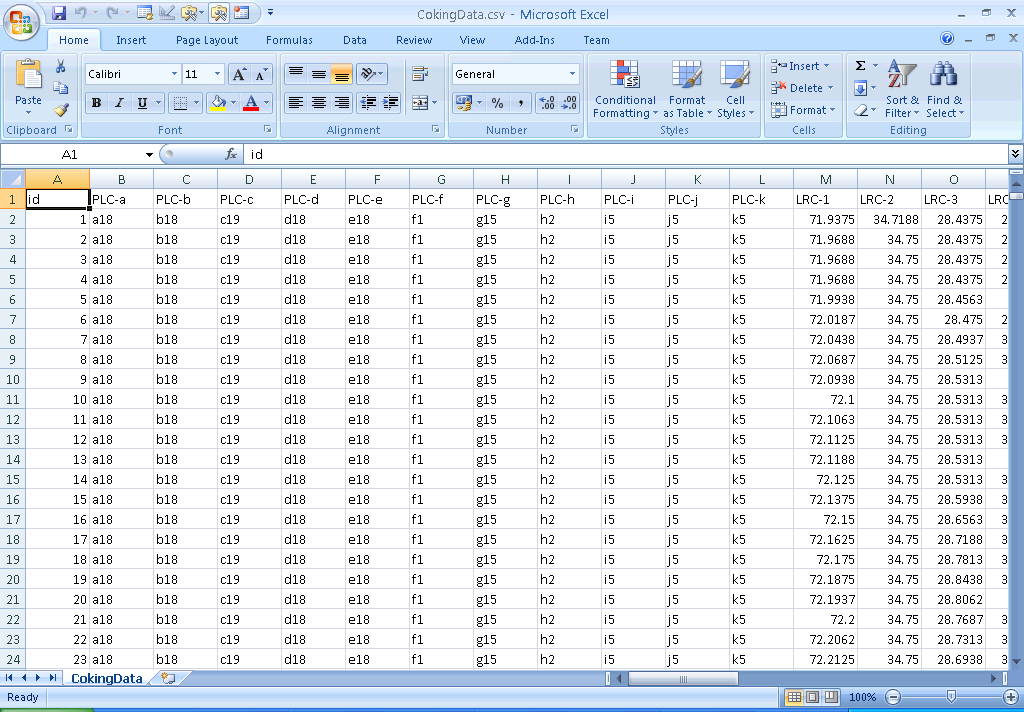 CokingData.csv - Microsoft Excel
Home Insert Page Layout Formulas Data Review View Add-Ins Team
Paste
Clipboard
Calibri 11 A A
B I U A
Font
Alignment
General
% , .00 .00
Number
Conditional Formatting
Format as Table
Cell Styles
Styles
Insert
Delete
Format
Cells
Σ
Sort & Filter
Find & Select
Editing
A1 fx id
A B C D E F G H I J K L M N O
1 id PLC-a PLC-b PLC-c PLC-d PLC-e PLC-f PLC-g PLC-h PLC-i PLC-j PLC-k LRC-1 LRC-2 LRC-3 LRC
2 1 a18 b18 c19 d18 e18 f1 g15 h2 i5 j5 k5 71.9375 34.7188 28.4375 2
3 2 a18 b18 c19 d18 e18 f1 g15 h2 i5 j5 k5 71.9688 34.75 28.4375 2
4 3 a18 b18 c19 d18 e18 f1 g15 h2 i5 j5 k5 71.9688 34.75 28.4375 2
5 4 a18 b18 c19 d18 e18 f1 g15 h2 i5 j5 k5 71.9688 34.75 28.4375 2
6 5 a18 b18 c19 d18 e18 f1 g15 h2 i5 j5 k5 71.9938 34.75 28.4563
7 6 a18 b18 c19 d18 e18 f1 g15 h2 i5 j5 k5 72.0187 34.75 28.475 2
8 7 a18 b18 c19 d18 e18 f1 g15 h2 i5 j5 k5 72.0438 34.75 28.4937 3
9 8 a18 b18 c19 d18 e18 f1 g15 h2 i5 j5 k5 72.0687 34.75 28.5125 3
10 9 a18 b18 c19 d18 e18 f1 g15 h2 i5 j5 k5 72.0938 34.75 28.5313
11 10 a18 b18 c19 d18 e18 f1 g15 h2 i5 j5 k5 72.1 34.75 28.5313 3
12 11 a18 b18 c19 d18 e18 f1 g15 h2 i5 j5 k5 72.1063 34.75 28.5313 3
13 12 a18 b18 c19 d18 e18 f1 g15 h2 i5 j5 k5 72.1125 34.75 28.5313 3
14 13 a18 b18 c19 d18 e18 f1 g15 h2 i5 j5 k5 72.1188 34.75 28.5313
15 14 a18 b18 c19 d18 e18 f1 g15 h2 i5 j5 k5 72.125 34.75 28.5313 3
16 15 a18 b18 c19 d18 e18 f1 g15 h2 i5 j5 k5 72.1375 34.75 28.5938 3
17 16 a18 b18 c19 d18 e18 f1 g15 h2 i5 j5 k5 72.15 34.75 28.6563 3
18 17 a18 b18 c19 d18 e18 f1 g15 h2 i5 j5 k5 72.1625 34.75 28.7188 3
19 18 a18 b18 c19 d18 e18 f1 g15 h2 i5 j5 k5 72.175 34.75 28.7813 3
20 19 a18 b18 c19 d18 e18 f1 g15 h2 i5 j5 k5 72.1875 34.75 28.8438 3
21 20 a18 b18 c19 d18 e18 f1 g15 h2 i5 j5 k5 72.1937 34.75 28.8062
22 21 a18 b18 c19 d18 e18 f1 g15 h2 i5 j5 k5 72.2 34.75 28.7687 3
23 22 a18 b18 c19 d18 e18 f1 g15 h2 i5 j5 k5 72.2062 34.75 28.7313 3
24 23 a18 b18 c19 d18 e18 f1 g15 h2 i5 j5 k5 72.2125 34.75 28.6938 3
CokingData
Ready 100%